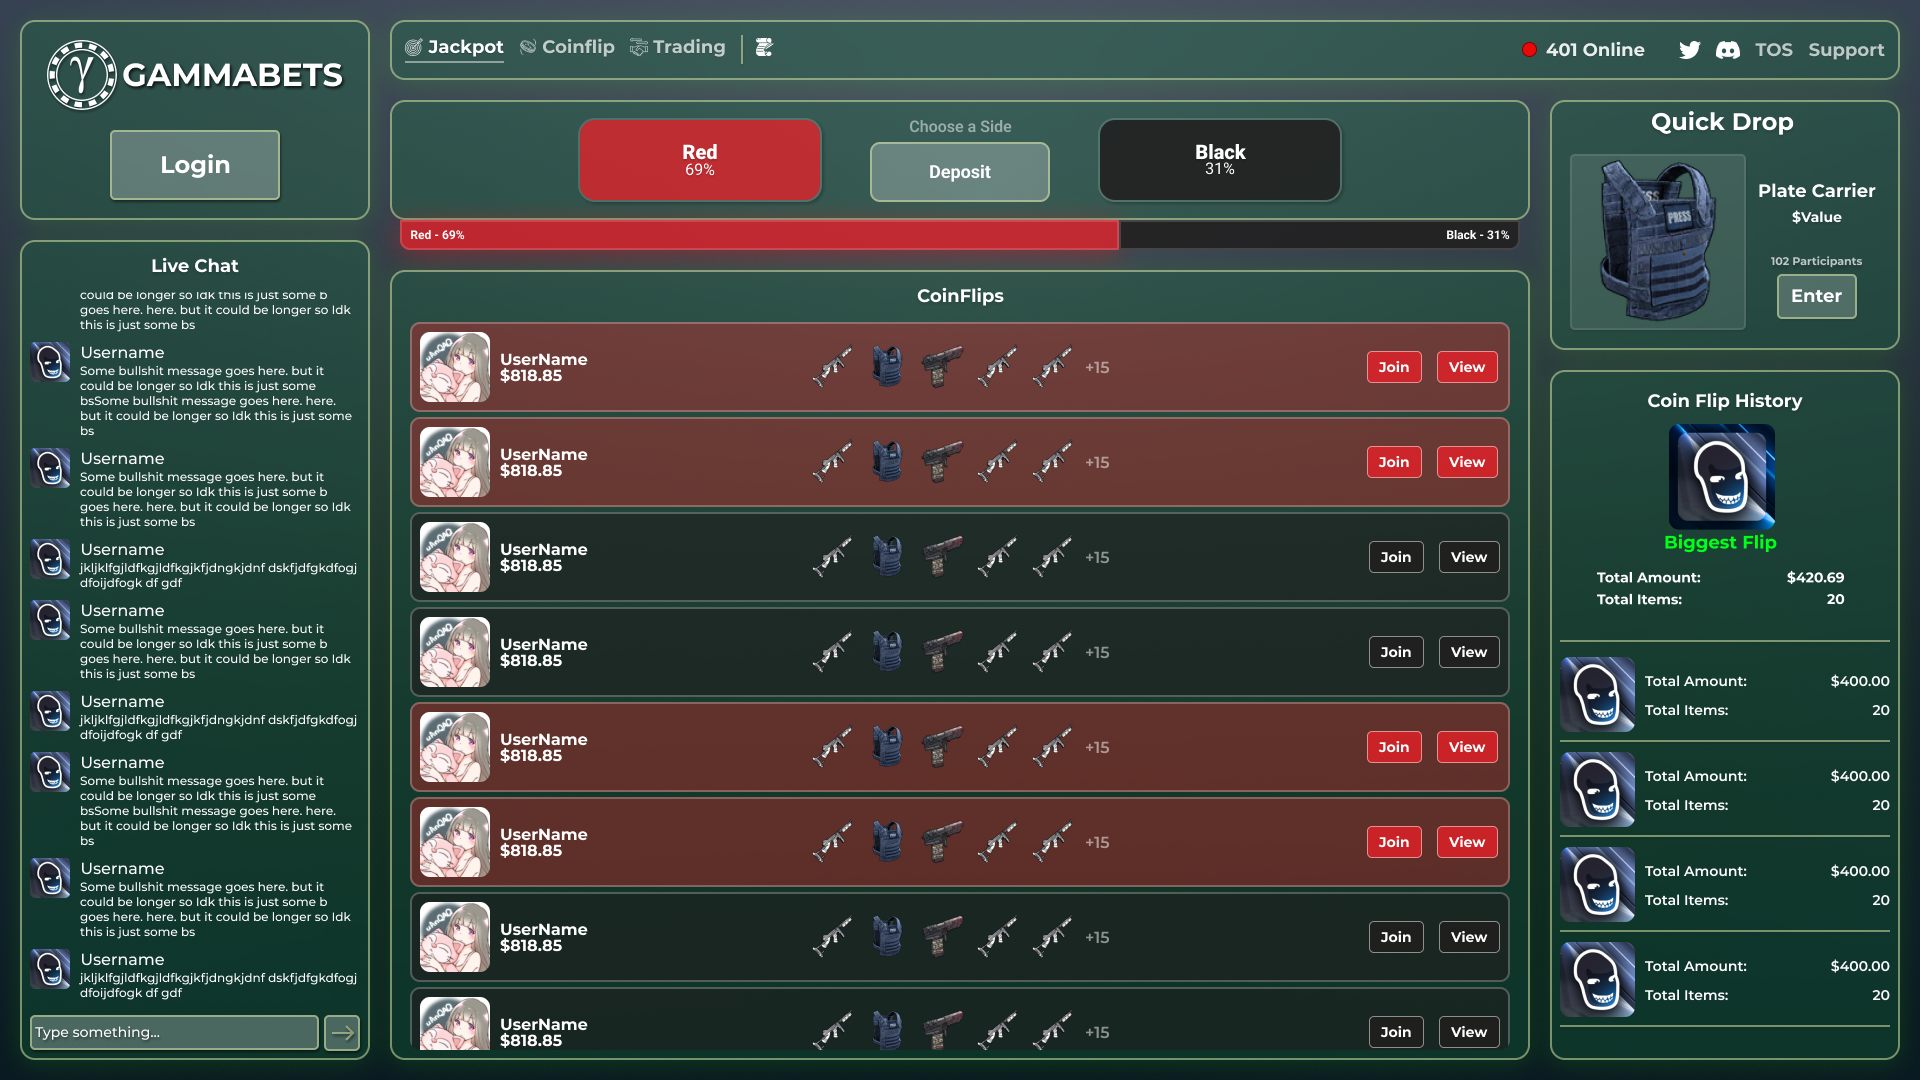 GAMMABETS
Login
Jackpot
Coinflip
Trading
401 Online
TOS
Support
Live Chat
could be longer so Idk this is just some b
goes here. here. but it could be longer so Idk
this is just some bs
Username
Some bullshit message goes here. but it
could be longer so Idk this is just some
bsSome bullshit message goes here. here.
but it could be longer so Idk this is just some
bs
Username
Some bullshit message goes here. but it
could be longer so Idk this is just some b
goes here. here. but it could be longer so Idk
this is just some bs
Username
jkljklfgjldfkgjldfkgjkfjdngkjdnf dskfjdfgkdfogj
dfoijdfogk df gdf
Username
Some bullshit message goes here. but it
could be longer so Idk this is just some b
goes here. here. but it could be longer so Idk
this is just some bs
Username
jkljklfgjldfkgjldfkgjkfjdngkjdnf dskfjdfgkdfogj
dfoijdfogk df gdf
Username
Some bullshit message goes here. but it
could be longer so Idk this is just some
bsSome bullshit message goes here. here.
but it could be longer so Idk this is just some
bs
Username
Some bullshit message goes here. but it
could be longer so Idk this is just some b
goes here. here. but it could be longer so Idk
this is just some bs
Username
jkljklfgjldfkgjldfkgjkfjdngkjdnf dskfjdfgkdfogj
dfoijdfogk df gdf
Type something...
Red
69%
Choose a Side
Deposit
Black
31%
Red - 69%
Black - 31%
CoinFlips
UserName
$818.85
+15
Join
View
UserName
$818.85
+15
Join
View
UserName
$818.85
+15
Join
View
UserName
$818.85
+15
Join
View
UserName
$818.85
+15
Join
View
UserName
$818.85
+15
Join
View
UserName
$818.85
+15
Join
View
UserName
$818.85
+15
Join
View
Quick Drop
PRESS
Plate Carrier
$Value
102 Participants
Enter
Coin Flip History
Biggest Flip
Total Amount: $420.69
Total Items: 20
Total Amount: $400.00
Total Items: 20
Total Amount: $400.00
Total Items: 20
Total Amount: $400.00
Total Items: 20
Total Amount: $400.00
Total Items: 20